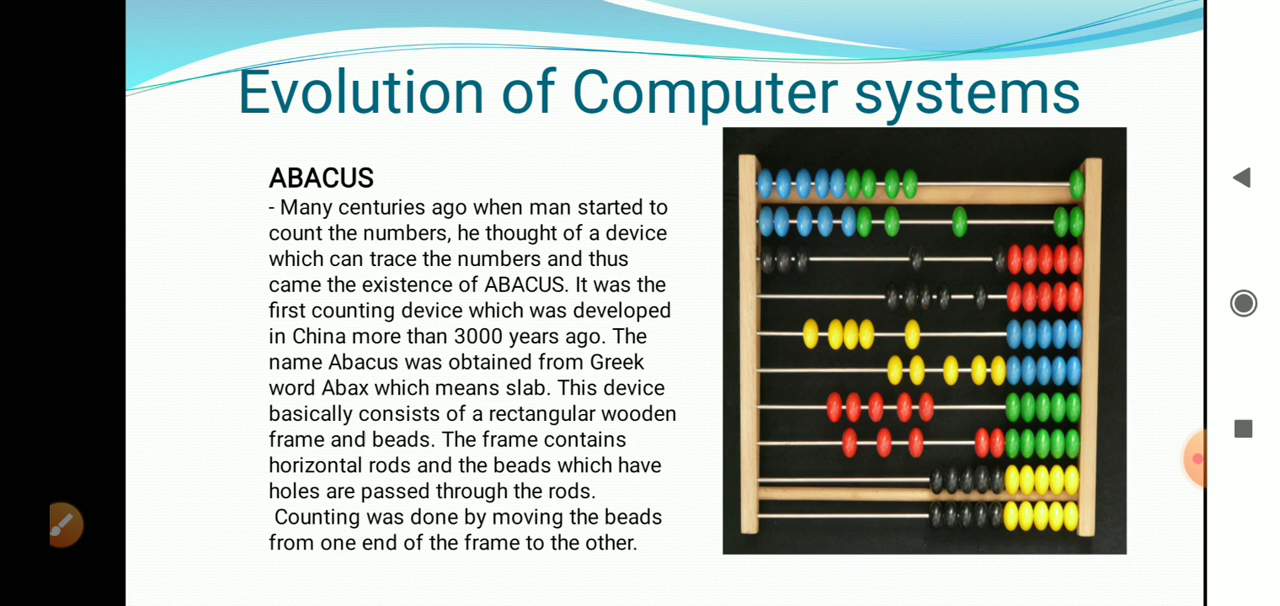 Evolution of Computer systems
ABACUS
- Many centuries ago when man started to
count the numbers, he thought of a device
which can trace the numbers and thus
came the existence of ABACUS. It was the
first counting device which was developed
in China more than 3000 years ago. The
name Abacus was obtained from Greek
word Abax which means slab. This device
basically consists of a rectangular wooden
frame and beads. The frame contains
horizontal rods and the beads which have
holes are passed through the rods.
Counting was done by moving the beads
from one end of the frame to the other.